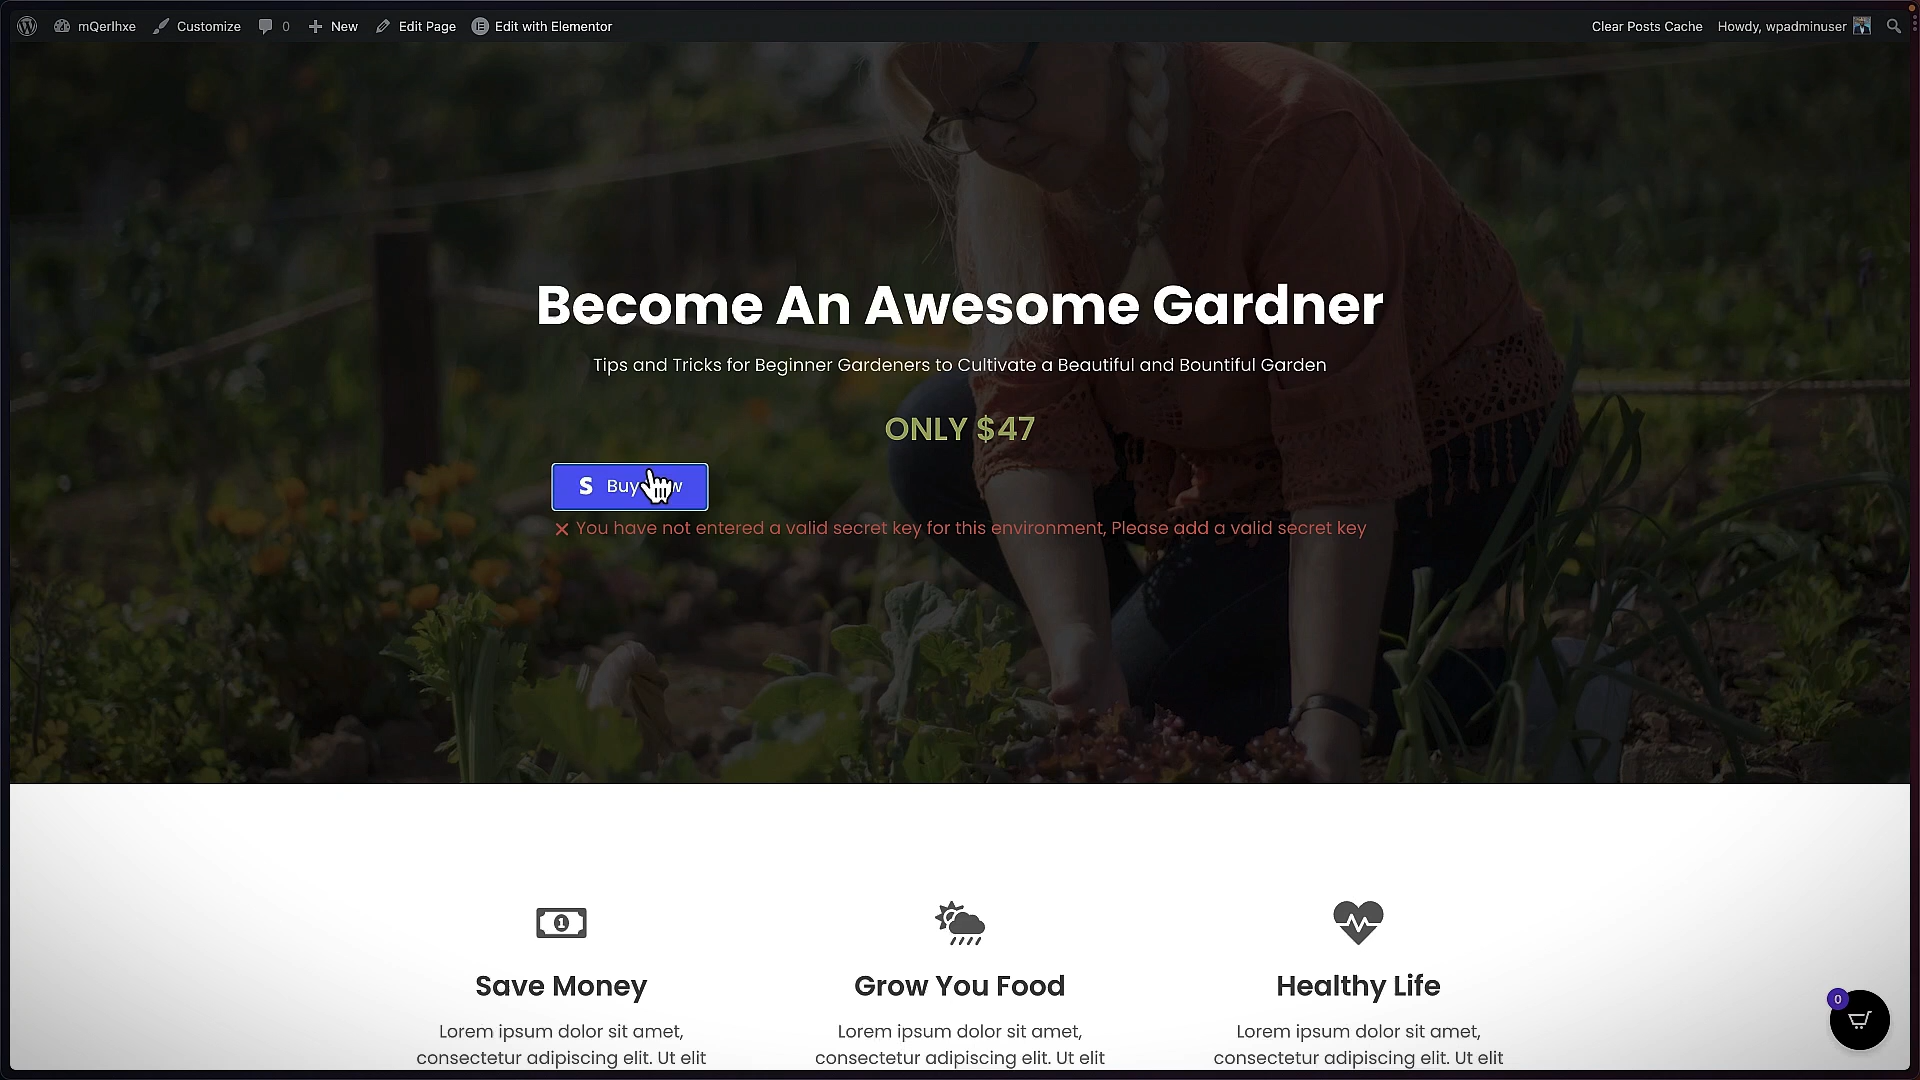 mQerIhxe Customize 0 New Edit Page Edit with Elementor Clear Posts Cache Howdy, wpadminuser
Become An Awesome Gardner
Tips and Tricks for Beginner Gardeners to Cultivate a Beautiful and Bountiful Garden
ONLY $47
S Buy
You have not entered a valid secret key for this environment, Please add a valid secret key
Save Money
Lorem ipsum dolor sit amet,
consectetur adipiscing elit. Ut elit
Grow You Food
Lorem ipsum dolor sit amet,
consectetur adipiscing elit. Ut elit
Healthy Life
Lorem ipsum dolor sit amet,
consectetur adipiscing elit. Ut elit
0